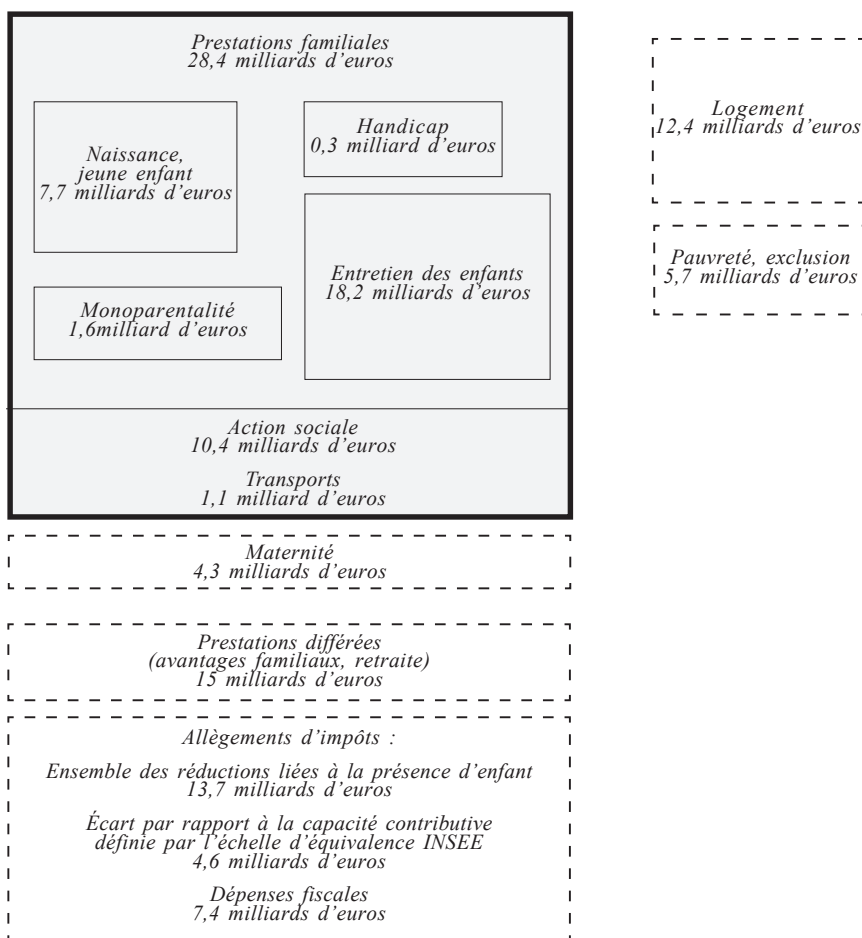 Prestations familiales
28,4 milliards d'euros
Naissance,
jeune enfant
7,7 milliards d'euros
Handicap
0,3 milliard d'euros
Entretien des enfants
18,2 milliards d'euros
Monoparentalité
1,6milliard d'euros
Action sociale
10,4 milliards d'euros
Transports
1,1 milliard d'euros
Maternité
4,3 milliards d'euros
Prestations différées
(avantages familiaux, retraite)
15 milliards d'euros
Allègements d'impôts :
Ensemble des réductions liées à la présence d'enfant
13,7 milliards d'euros
Écart par rapport à la capacité contributive
définie par l'échelle d'équivalence INSEE
4,6 milliards d'euros
Dépenses fiscales
7,4 milliards d'euros
Logement
12,4 milliards d'euros
Pauvreté, exclusion
5,7 milliards d'euros